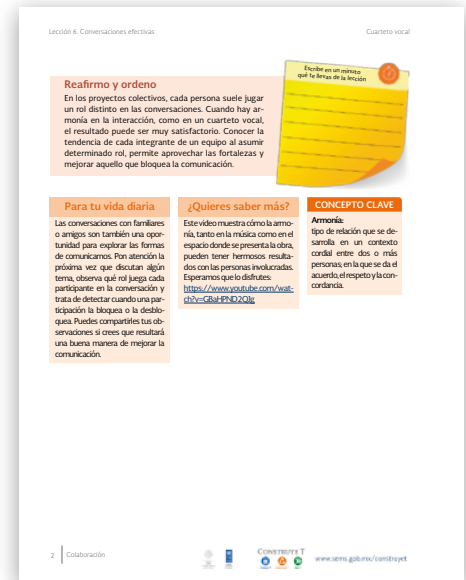 Lección 6. Conversaciones efectivas
Cuarteto vocal
Escribe en un minuto
qué te llevas de la lección
Reafirmo y ordeno
En los proyectos colectivos, cada persona suele jugar
un rol distinto en las conversaciones. Cuando hay ar-
monía en la interacción, como en un cuarteto vocal,
el resultado puede ser muy satisfactorio. Conocer la
tendencia de cada integrante de un equipo al asumir
determinado rol, permite aprovechar las fortalezas y
mejorar aquello que bloquea la comunicación.
Para tu vida diaria
Las conversaciones con familiares
o amigos son también una opor-
tunidad para explorar las formas
de comunicarnos. Pon atención la
próxima vez que discutan algún
tema, observa qué rol juega cada
participante en la conversación y
trata de detectar cuando una par-
ticipación la bloquea o la desblo-
quea. Puedes compartirles tus ob-
servaciones si crees que resultará
una buena manera de mejorar la
comunicación.
¿Quieres saber más?
Este video muestra cómo la armo-
nía, tanto en la música como en el
espacio donde se presenta la obra,
pueden tener hermosos resulta-
dos con las personas involucradas.
Esperamos que lo disfrutes:
https://www.youtube.com/wat-
ch?v=GBaHPND2QJg
CONCEPTO CLAVE
Armonía:
tipo de relación que se de-
sarrolla en un contexto
cordial entre dos o más
personas; en la que se da el
acuerdo, el respeto y la con-
cordancia.
2
Colaboración
CONSTRUYE T
www.sems.gob.mx/construyet